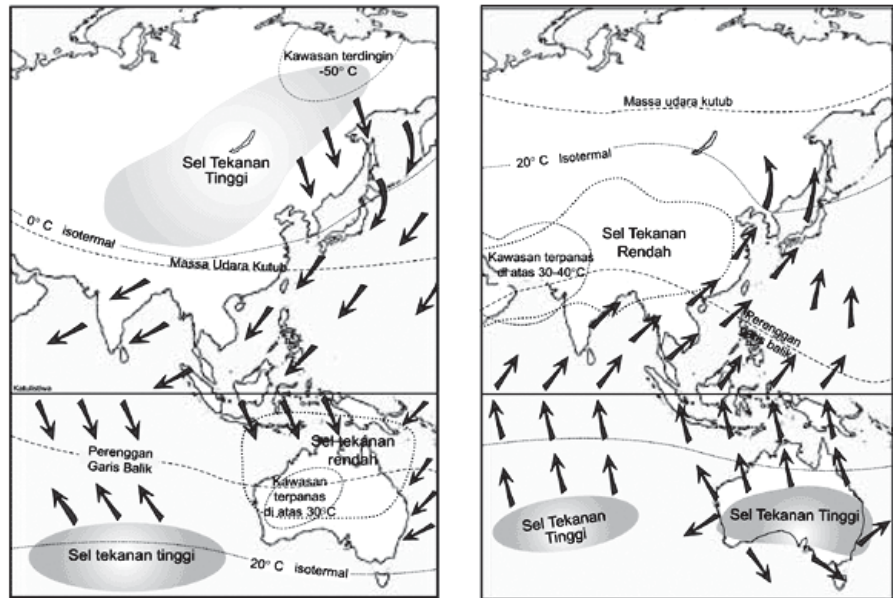 Kawasan terdingin
-50° C
Sel Tekanan
Tinggi
0° C isotermal
Massa Udara Kutub
Katulistiwa
Perenggan
Garis Balik
Sel tekanan
rendah
Kawasan
terpanas
di atas 30°C
Sel tekanan tinggi
20° C isotermal
Massa udara kutub
20° C Isotermal
Sel Tekanan
Rendah
Kawasan terpanas
di atas 30-40°C
Perenggan
garis balik
Sel Tekanan
Tinggi
Sel Tekanan Tinggi